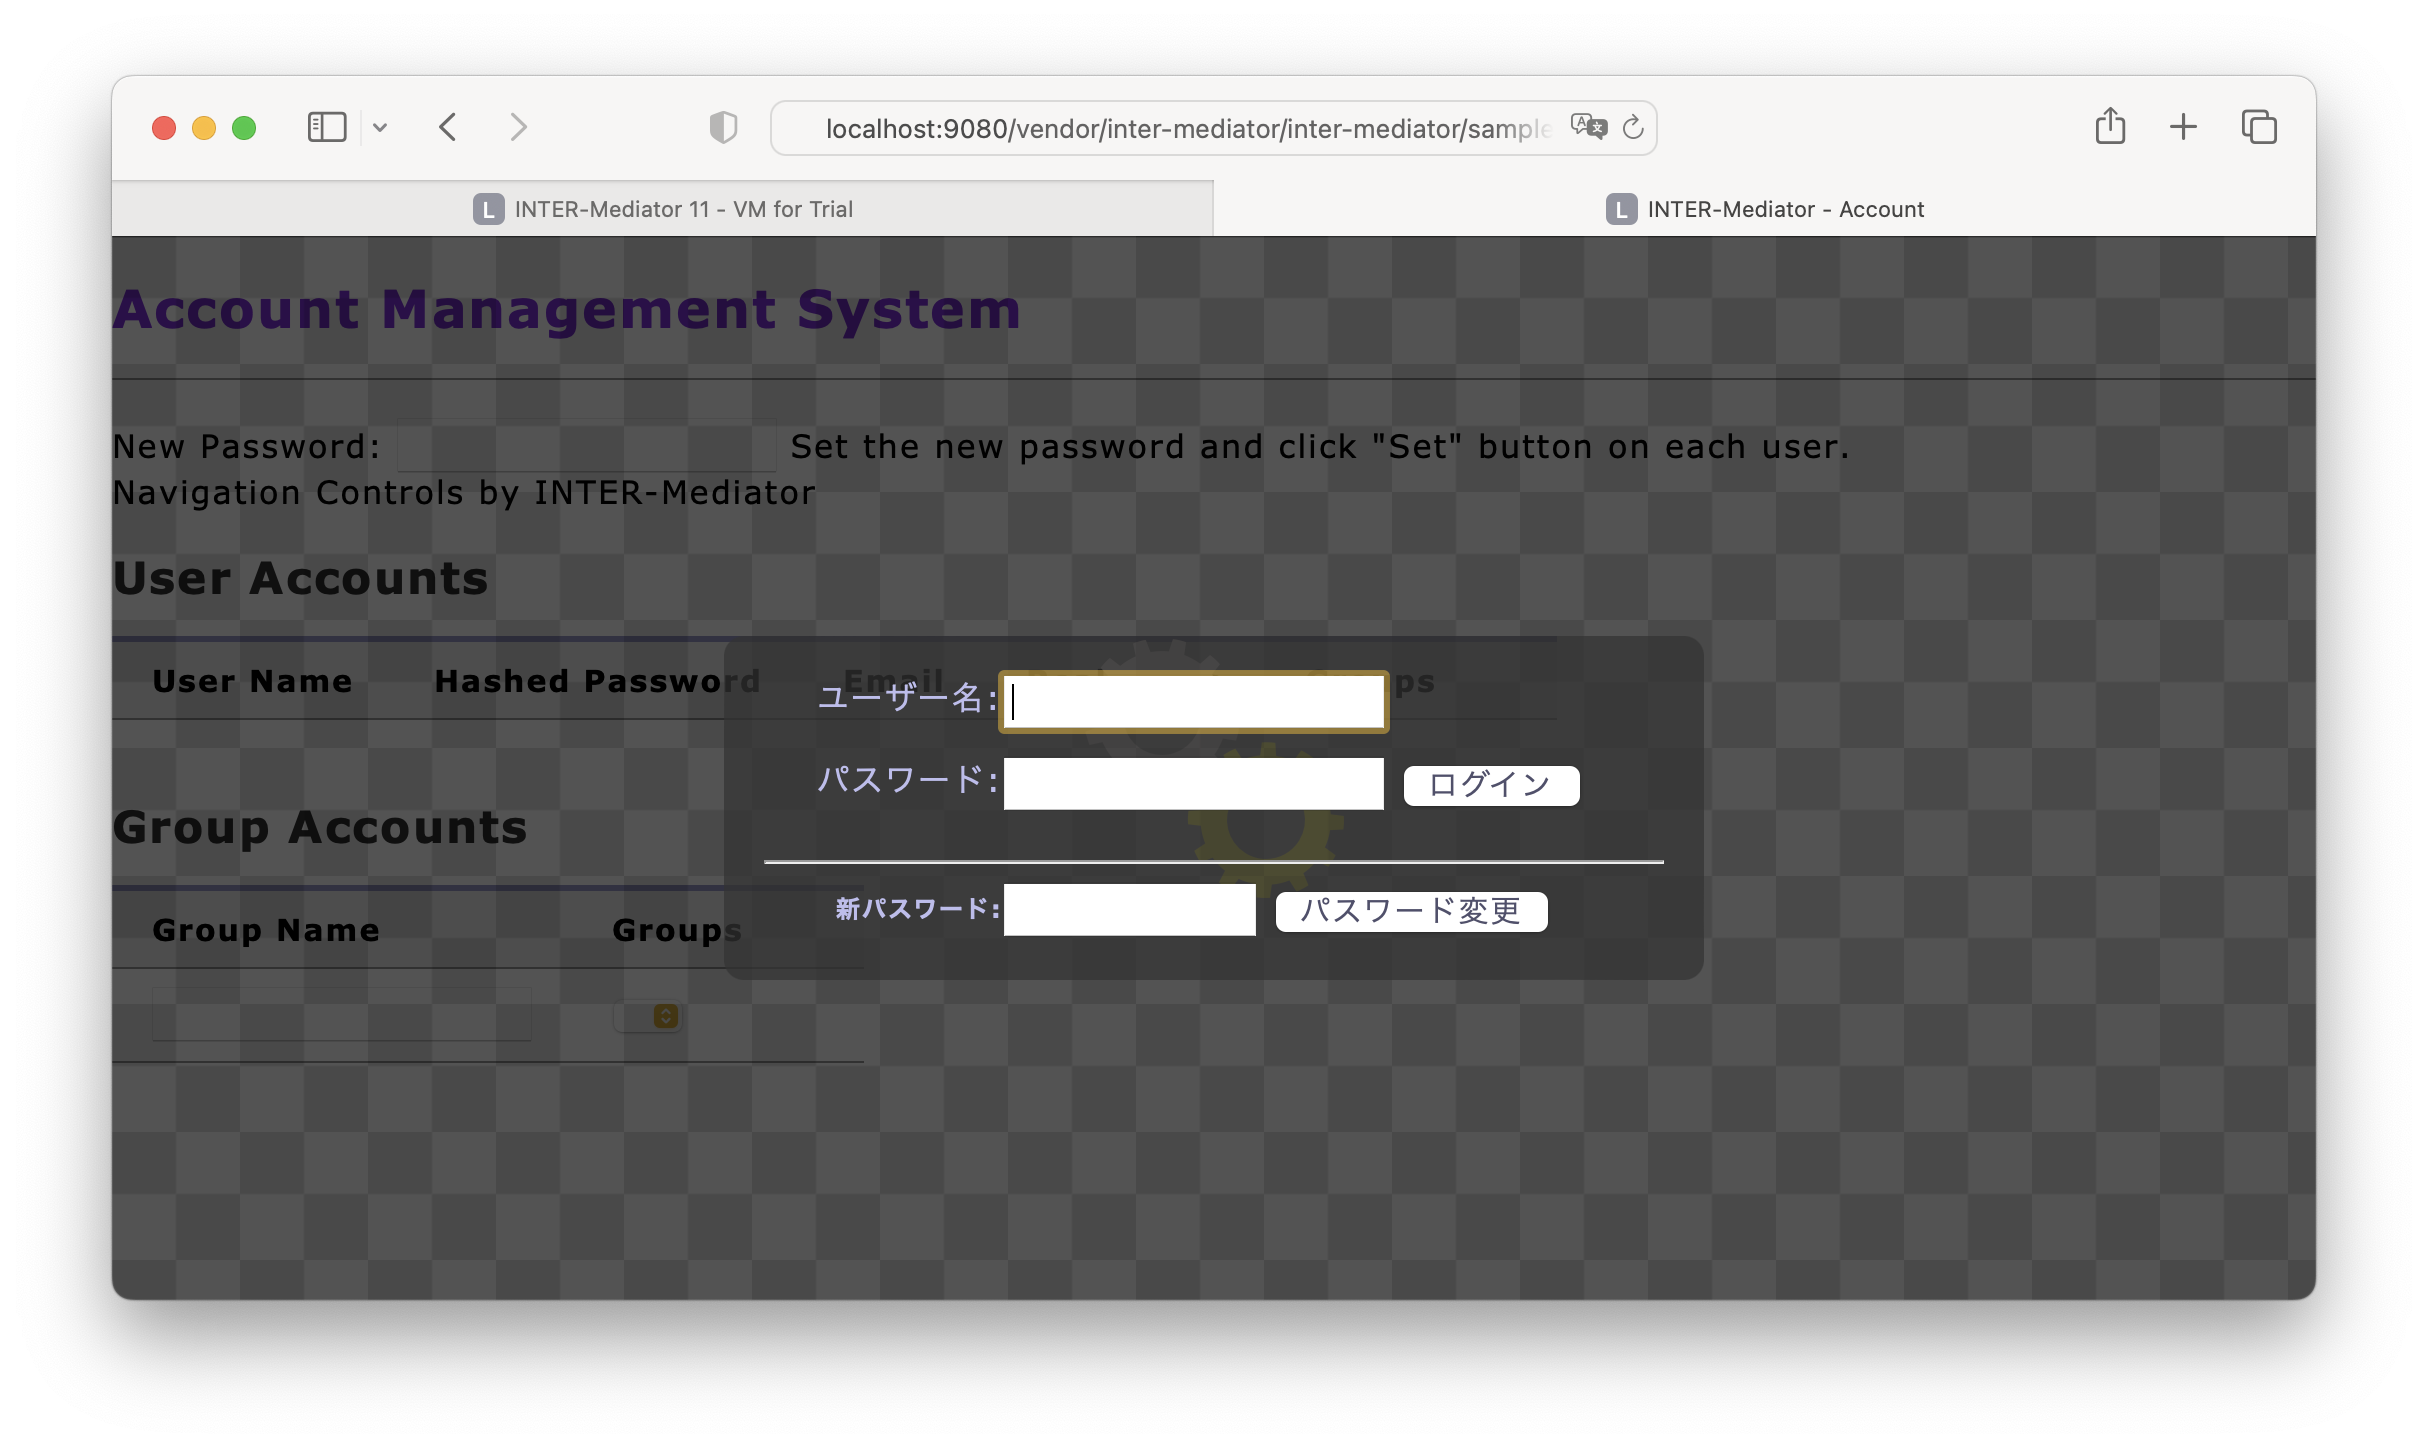 localhost:9080/vendor/inter-mediator/inter-mediator/sample
L INTER-Mediator 11 - VM for Trial
L INTER-Mediator - Account
Account Management System
New Password: Set the new password and click "Set" button on each user.
Navigation Controls by INTER-Mediator
User Accounts
User Name Hashed Password Email
ユーザー名:
パスワード: ログイン
新パスワード: パスワード変更
Group Accounts
Group Name Groups